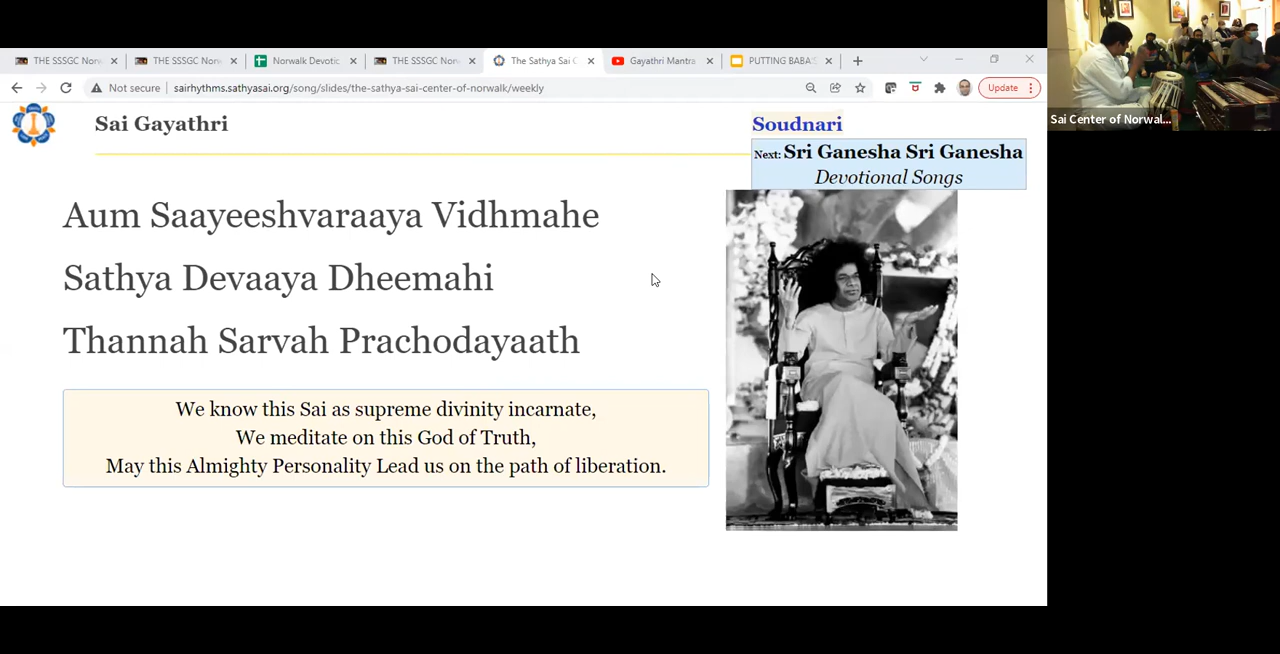 THE SSSGC Norw
THE SSSGC Norw
Norwalk Devotic
THE SSSGC Nor
The Sathya Sai C
Gayathri Mantra
PUTTING BABA'S
Not secure
sairhythms.sathyasai.org/song/slides/the-sathya-sai-center-of-norwalk/weekly
Update
Sai Center of Norwal...
Sai Gayathri
Soudnari
Next: Sri Ganesha Sri Ganesha
Devotional Songs
Aum Saayeeshvaraaya Vidhmahe
Sathya Devaaya Dheemahi
Thannah Sarvah Prachodayaath
We know this Sai as supreme divinity incarnate,
We meditate on this God of Truth,
May this Almighty Personality Lead us on the path of liberation.